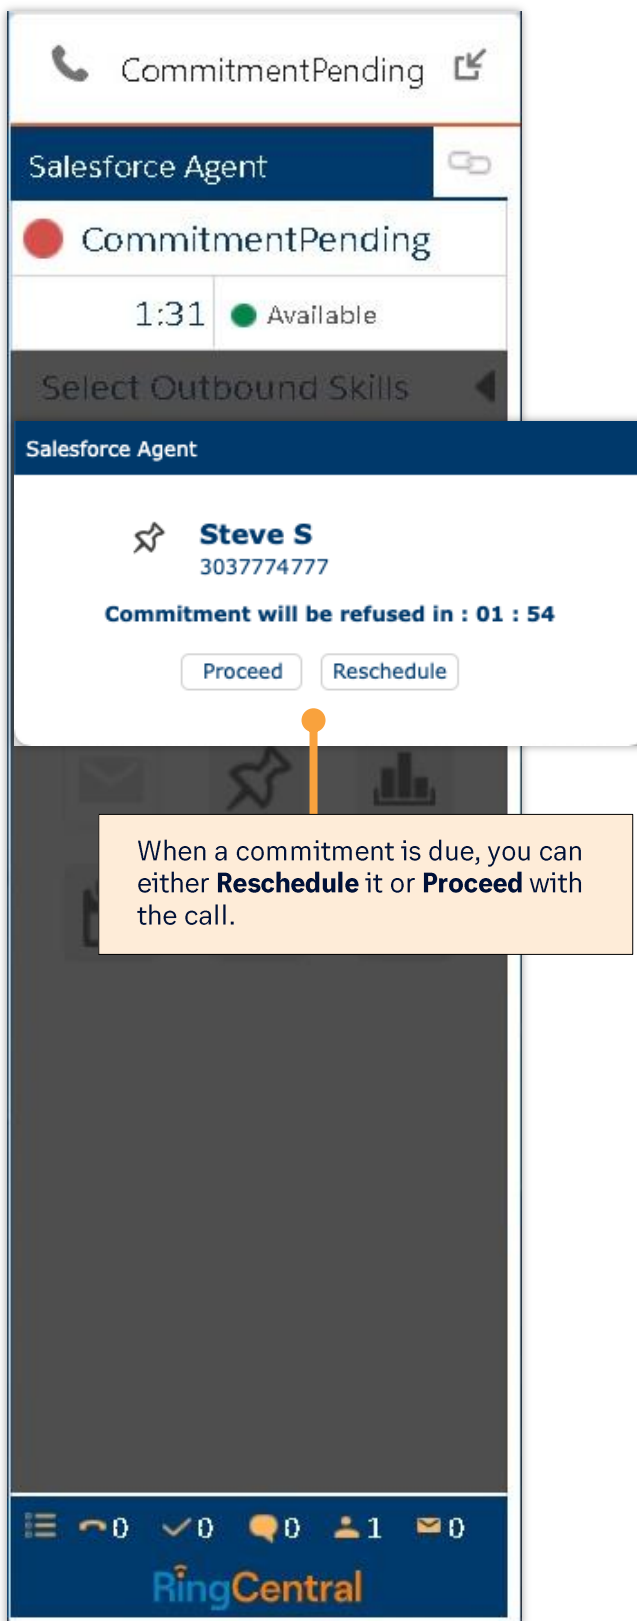 CommitmentPending
Salesforce Agent
CommitmentPending
1:31 Available
Select Outbound Skills
Salesforce Agent
Steve S
3037774777
Commitment will be refused in : 01 : 54
Proceed Reschedule
When a commitment is due, you can
either Reschedule it or Proceed with
the call.
0 0 0 1 0
RingCentral